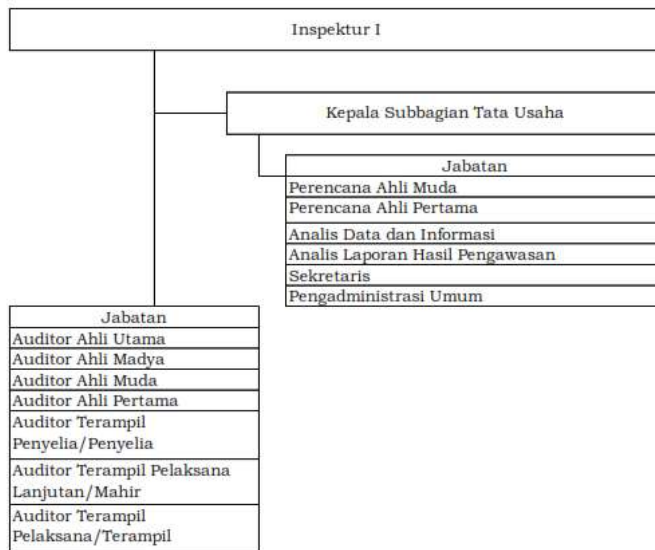 Inspektur I
Kepala Subbagian Tata Usaha
Jabatan
Perencana Ahli Muda
Perencana Ahli Pertama
Analis Data dan Informasi
Analis Laporan Hasil Pengawasan
Sekretaris
Pengadministrasi Umum
Jabatan
Auditor Ahli Utama
Auditor Ahli Madya
Auditor Ahli Muda
Auditor Ahli Pertama
Auditor Terampil
Penyelia/Penyelia
Auditor Terampil Pelaksana
Lanjutan/Mahir
Auditor Terampil
Pelaksana/Terampil